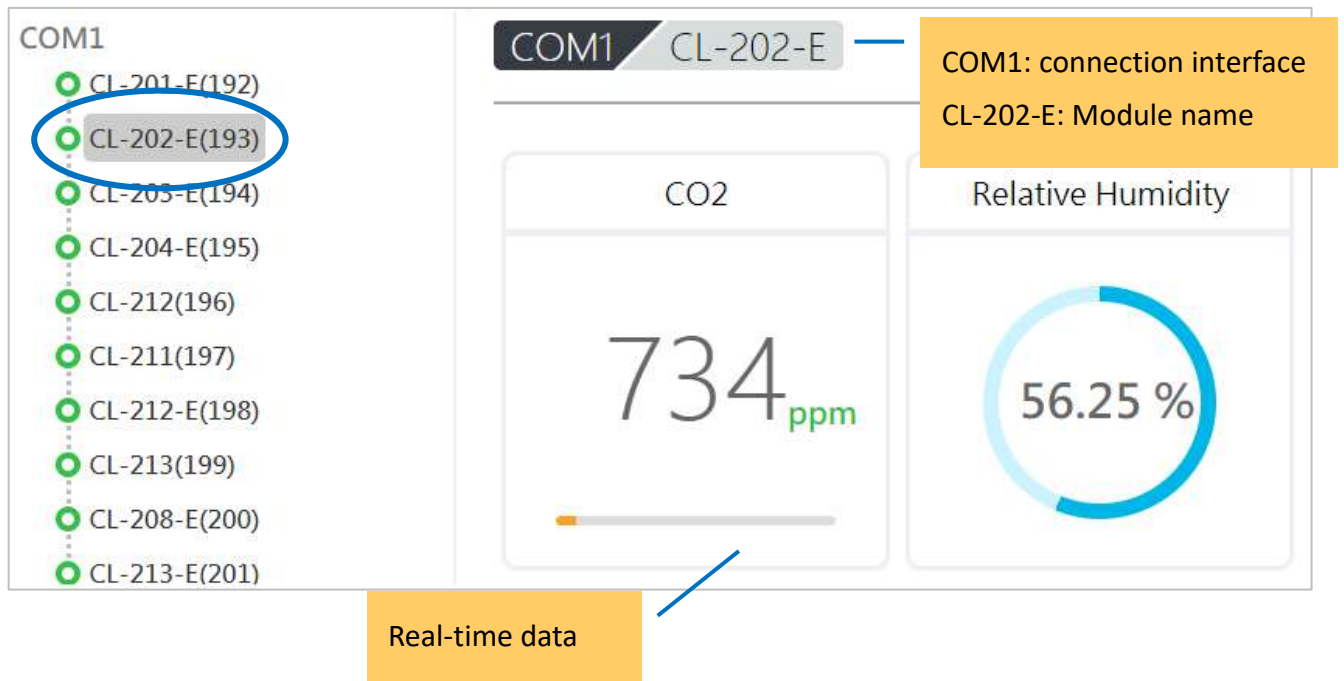 COM1
CL-201-E(192)
CL-202-E(193)
CL-203-E(194)
CL-204-E(195)
CL-212(196)
CL-211(197)
CL-212-E(198)
CL-213(199)
CL-208-E(200)
CL-213-E(201)
COM1 CL-202-E
COM1: connection interface
CL-202-E: Module name
CO2
734 ppm
Relative Humidity
56.25 %
Real-time data